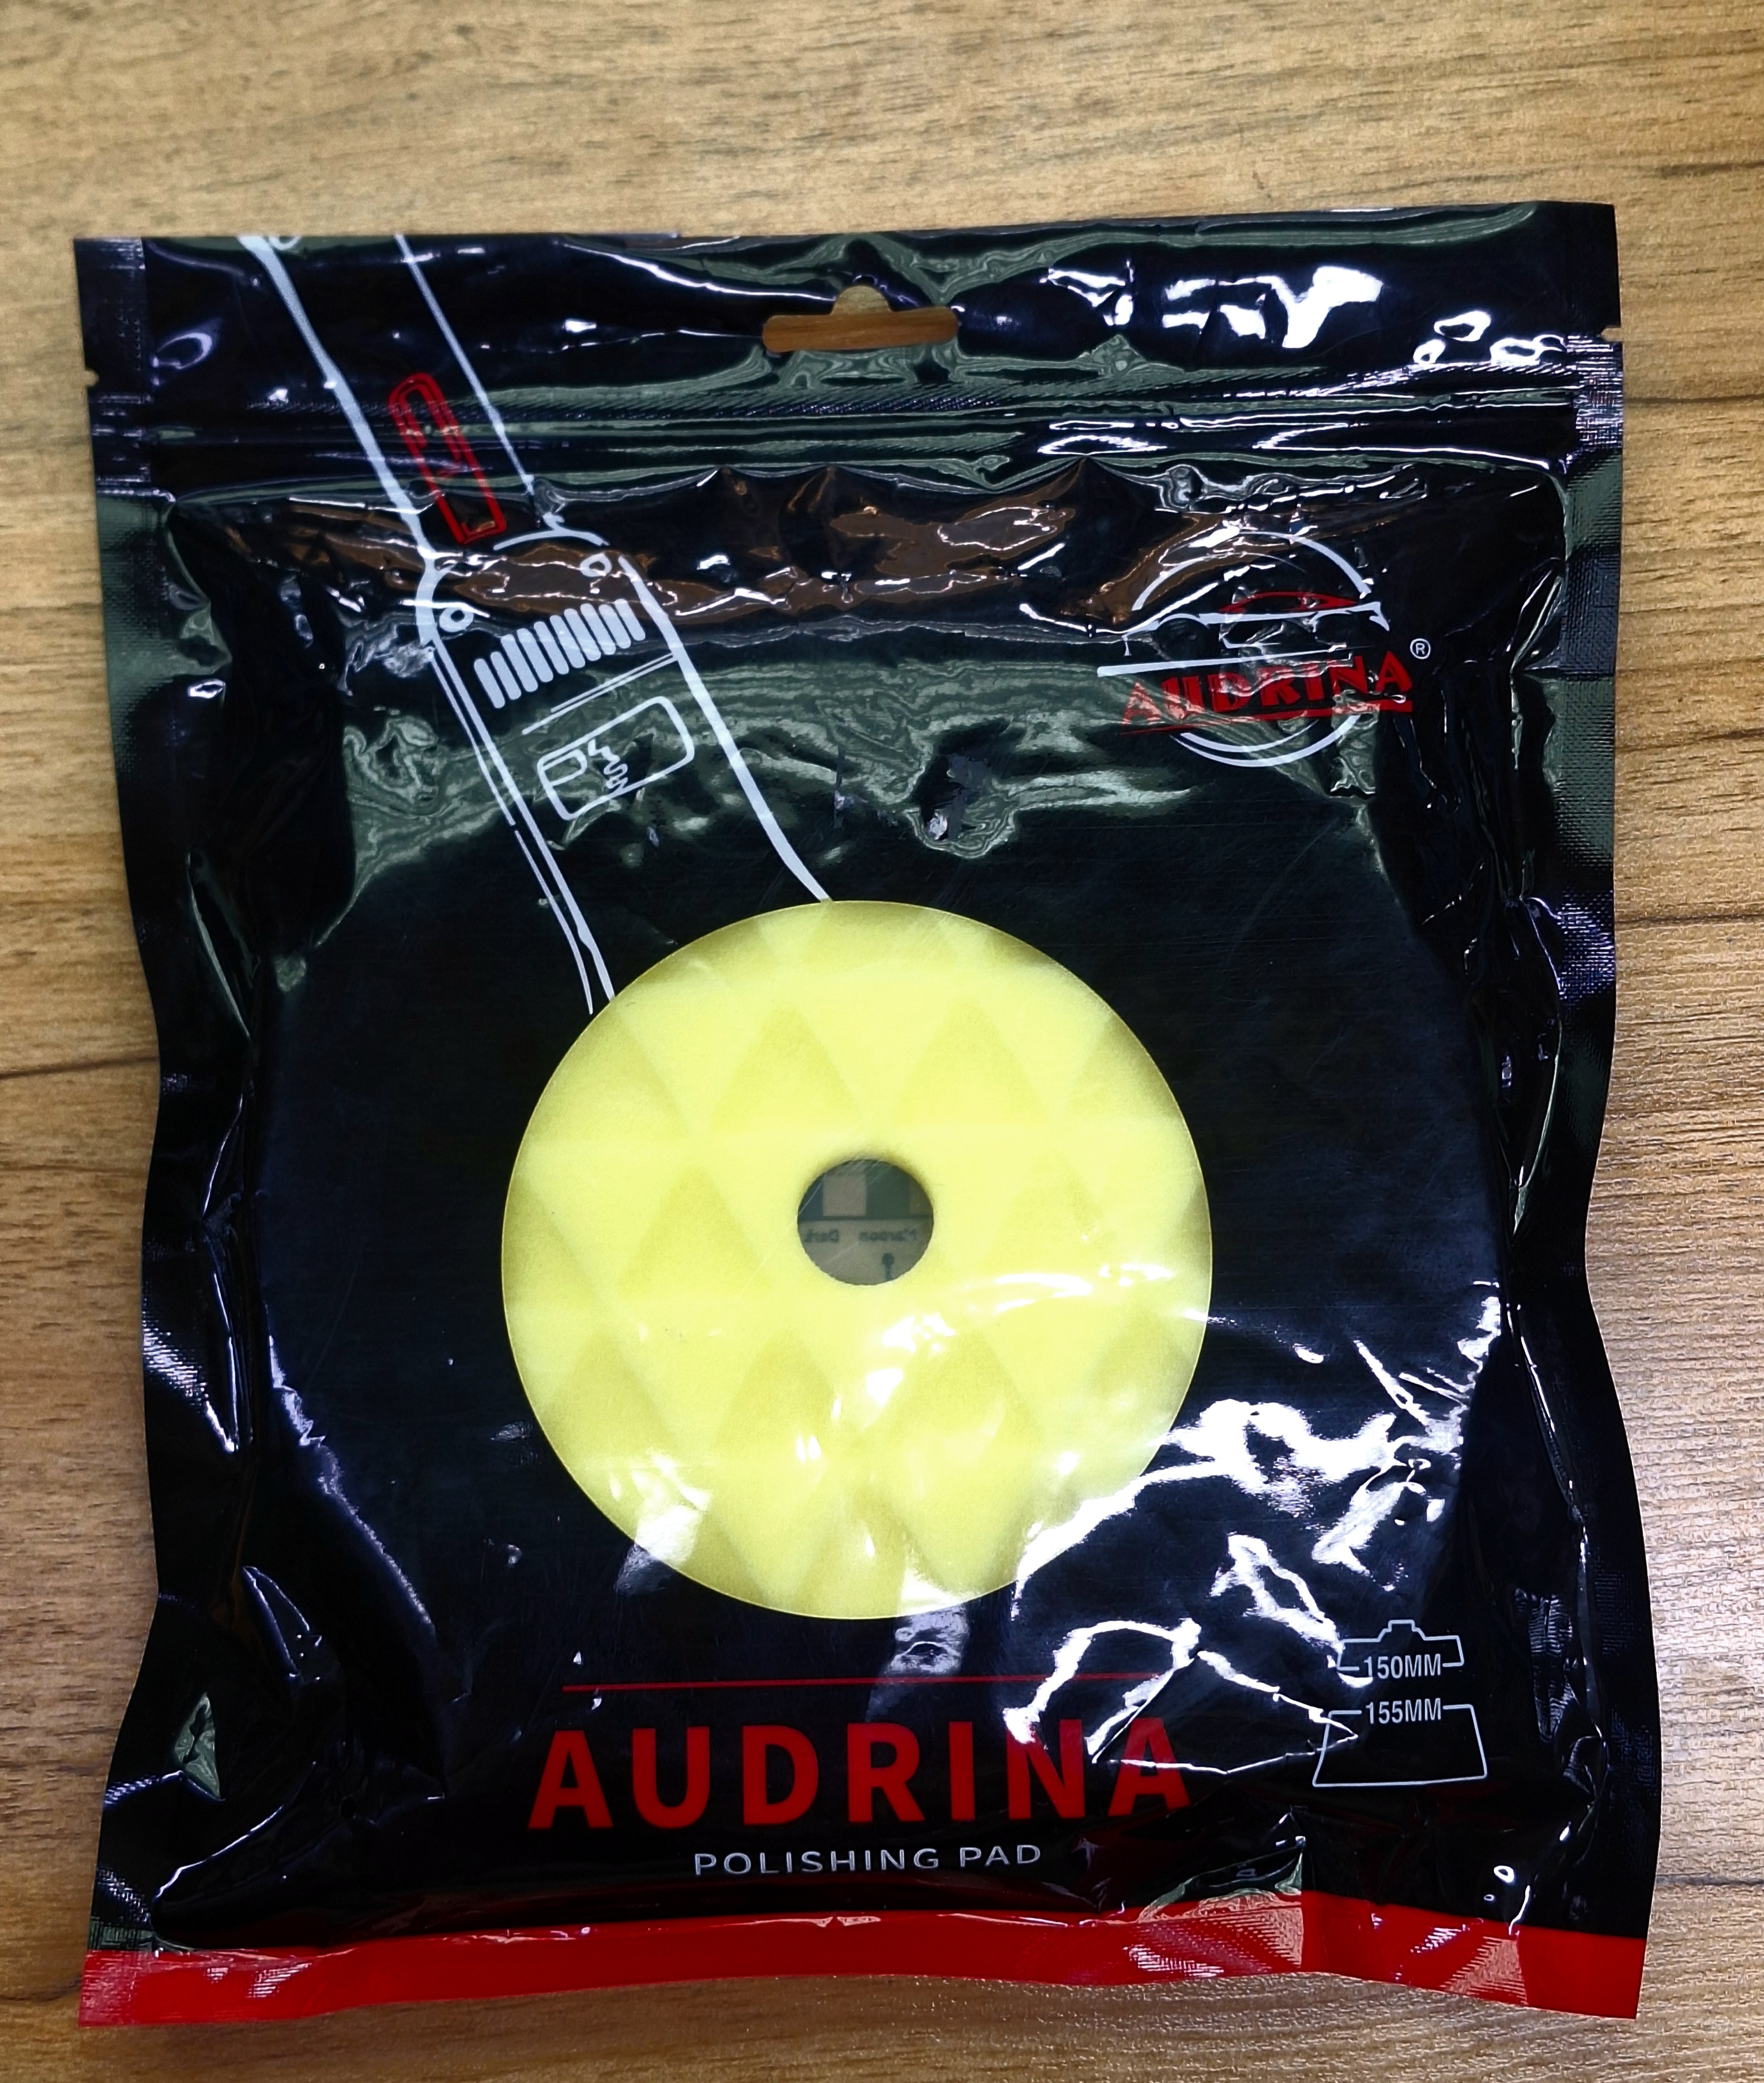 AUDRINA
®
150MM
155MM
AUDRINA
POLISHING PAD